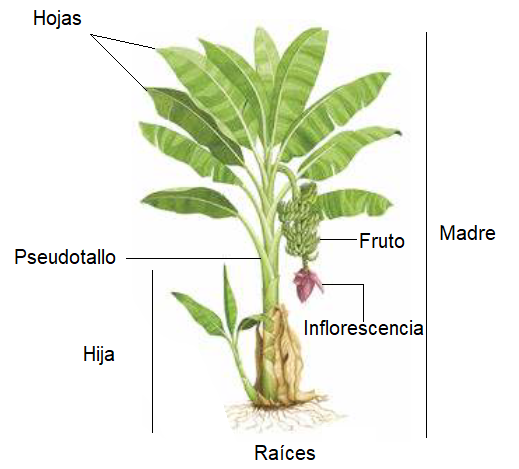 Hojas
Madre
Fruto
Pseudotallo
Inflorescencia
Hija
Raíces